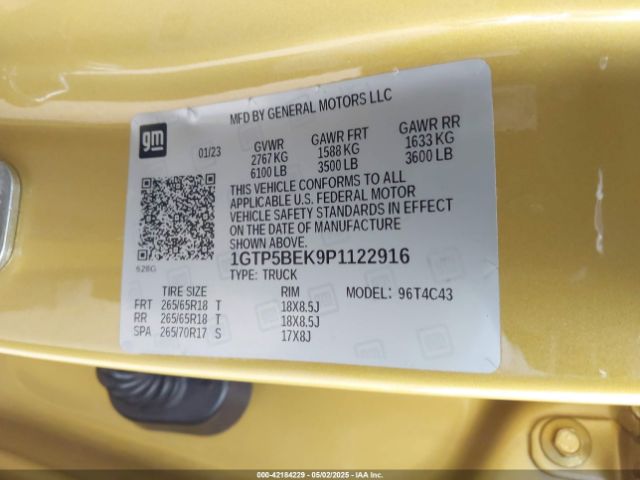 MFD BY GENERAL MOTORS LLC
gm
01/23
GVWR GAWR FRT GAWR RR
2767 KG 1588 KG 1633 KG
6100 LB 3500 LB 3600 LB
THIS VEHICLE CONFORMS TO ALL
APPLICABLE U.S. FEDERAL MOTOR
VEHICLE SAFETY STANDARDS IN EFFECT
ON THE DATE OF MANUFACTURE
SHOWN ABOVE.
1GTP5BEK9P1122916
TYPE: TRUCK
TIRE SIZE RIM MODEL: 96T4C43
FRT 265/65R18 T 18X8.5J
RR 265/65R18 T 18X8.5J
SPA 265/70R17 S 17X8J
000-42184229 - 05/02/2025 - IAAI, Inc.